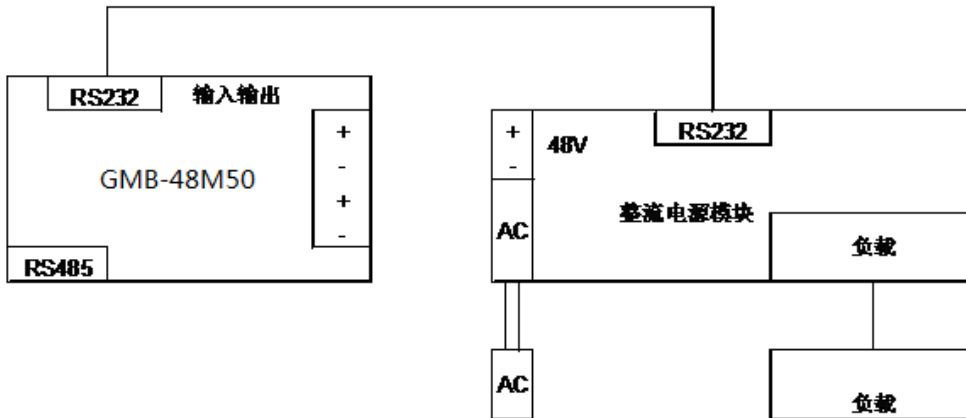 RS232 输入输出
+
-
+
-
GMB-48M50
RS485
+
-
48V
RS232
AC
整流电源模块
负载
AC
负载